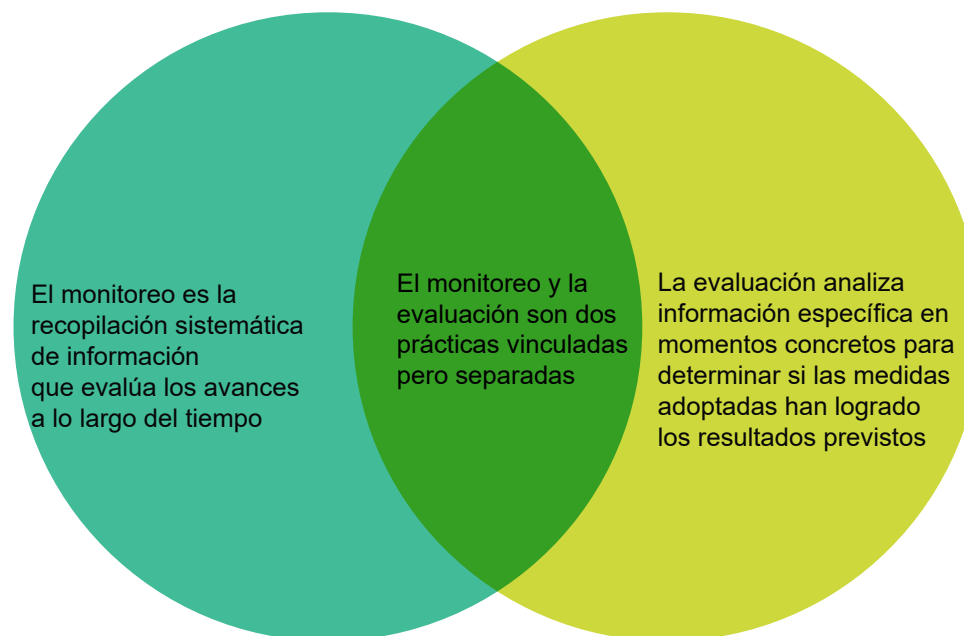 El monitoreo es la
recopilación sistemática
de información
que evalúa los avances
a lo largo del tiempo
El monitoreo y la
evaluación son dos
prácticas vinculadas
pero separadas
La evaluación analiza
información específica en
momentos concretos para
determinar si las medidas
adoptadas han logrado
los resultados previstos